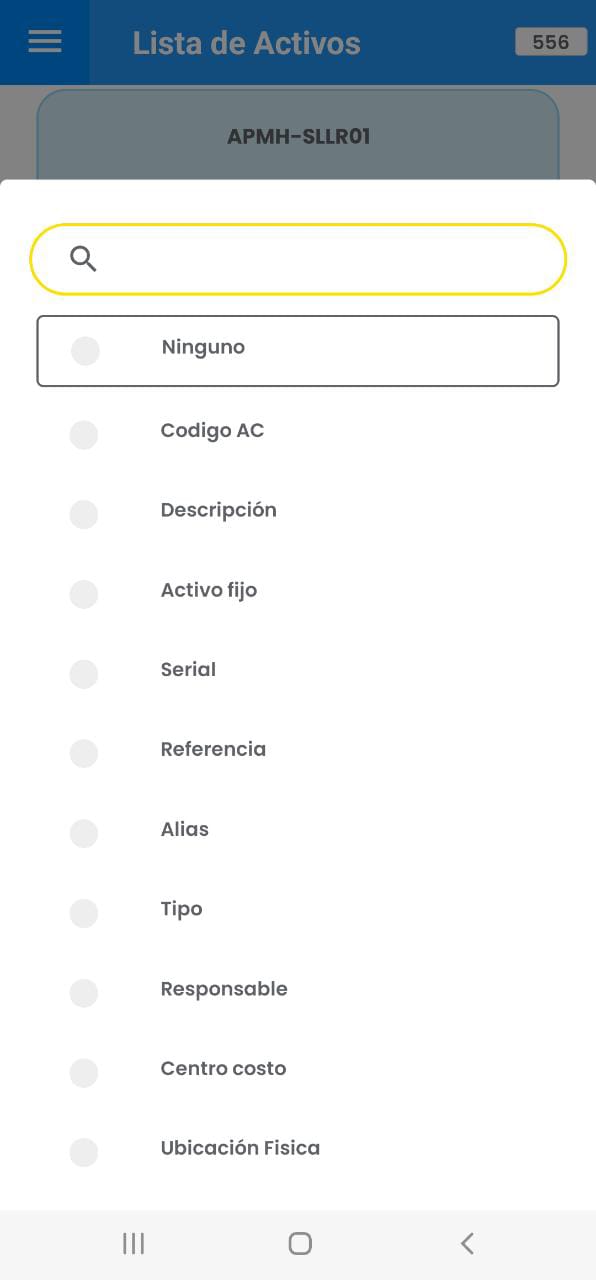 Lista de Activos
556
APMH-SLLR01
Ninguno
Codigo AC
Descripción
Activo fijo
Serial
Referencia
Alias
Tipo
Responsable
Centro costo
Ubicación Fisica